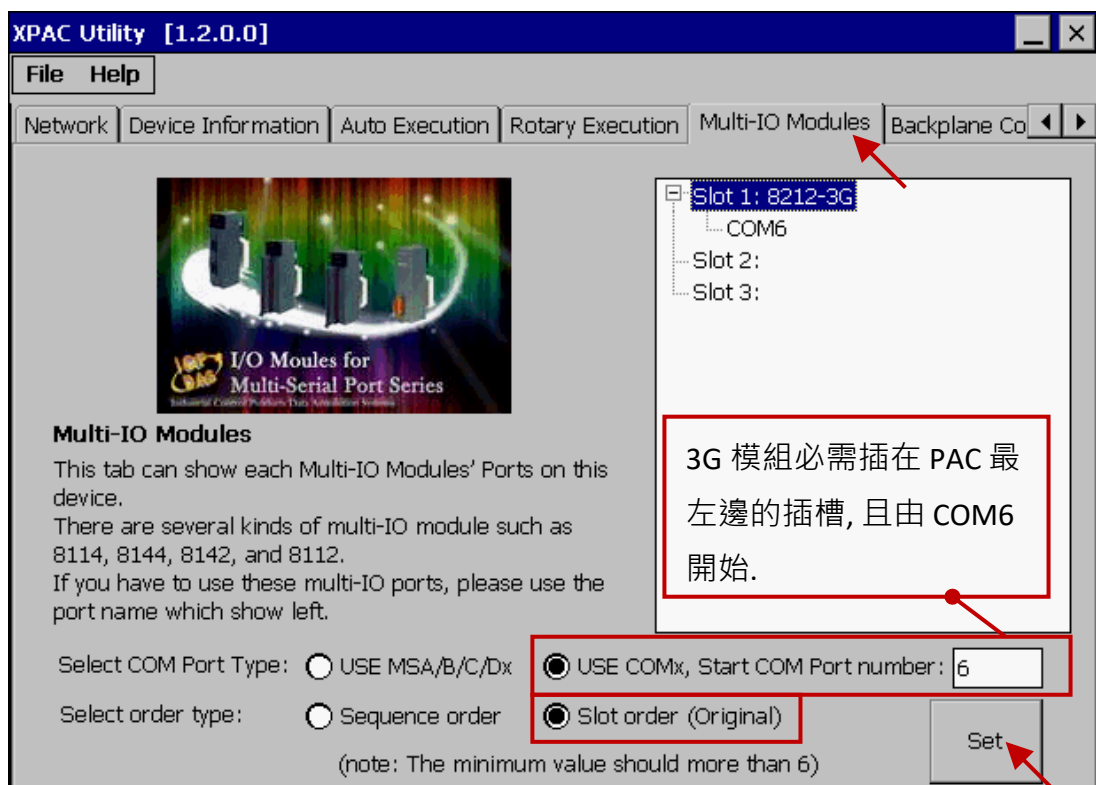 XPAC Utility [1.2.0.0]
File Help
Network Device Information Auto Execution Rotary Execution Multi-IO Modules Backplane Co
Slot 1: 8212-3G
COM6
Slot 2:
Slot 3:
I/O Moules for
Multi-Serial Port Series
Multi-IO Modules
This tab can show each Multi-IO Modules' Ports on this
device.
There are several kinds of multi-IO module such as
8114, 8144, 8142, and 8112.
If you have to use these multi-IO ports, please use the
port name which show left.
3G 模組必需插在 PAC 最
左邊的插槽, 且由 COM6
開始.
Select COM Port Type: USE MSA/B/C/Dx USE COMx, Start COM Port number: 6
Select order type: Sequence order Slot order (Original)
Set
(note: The minimum value should more than 6)